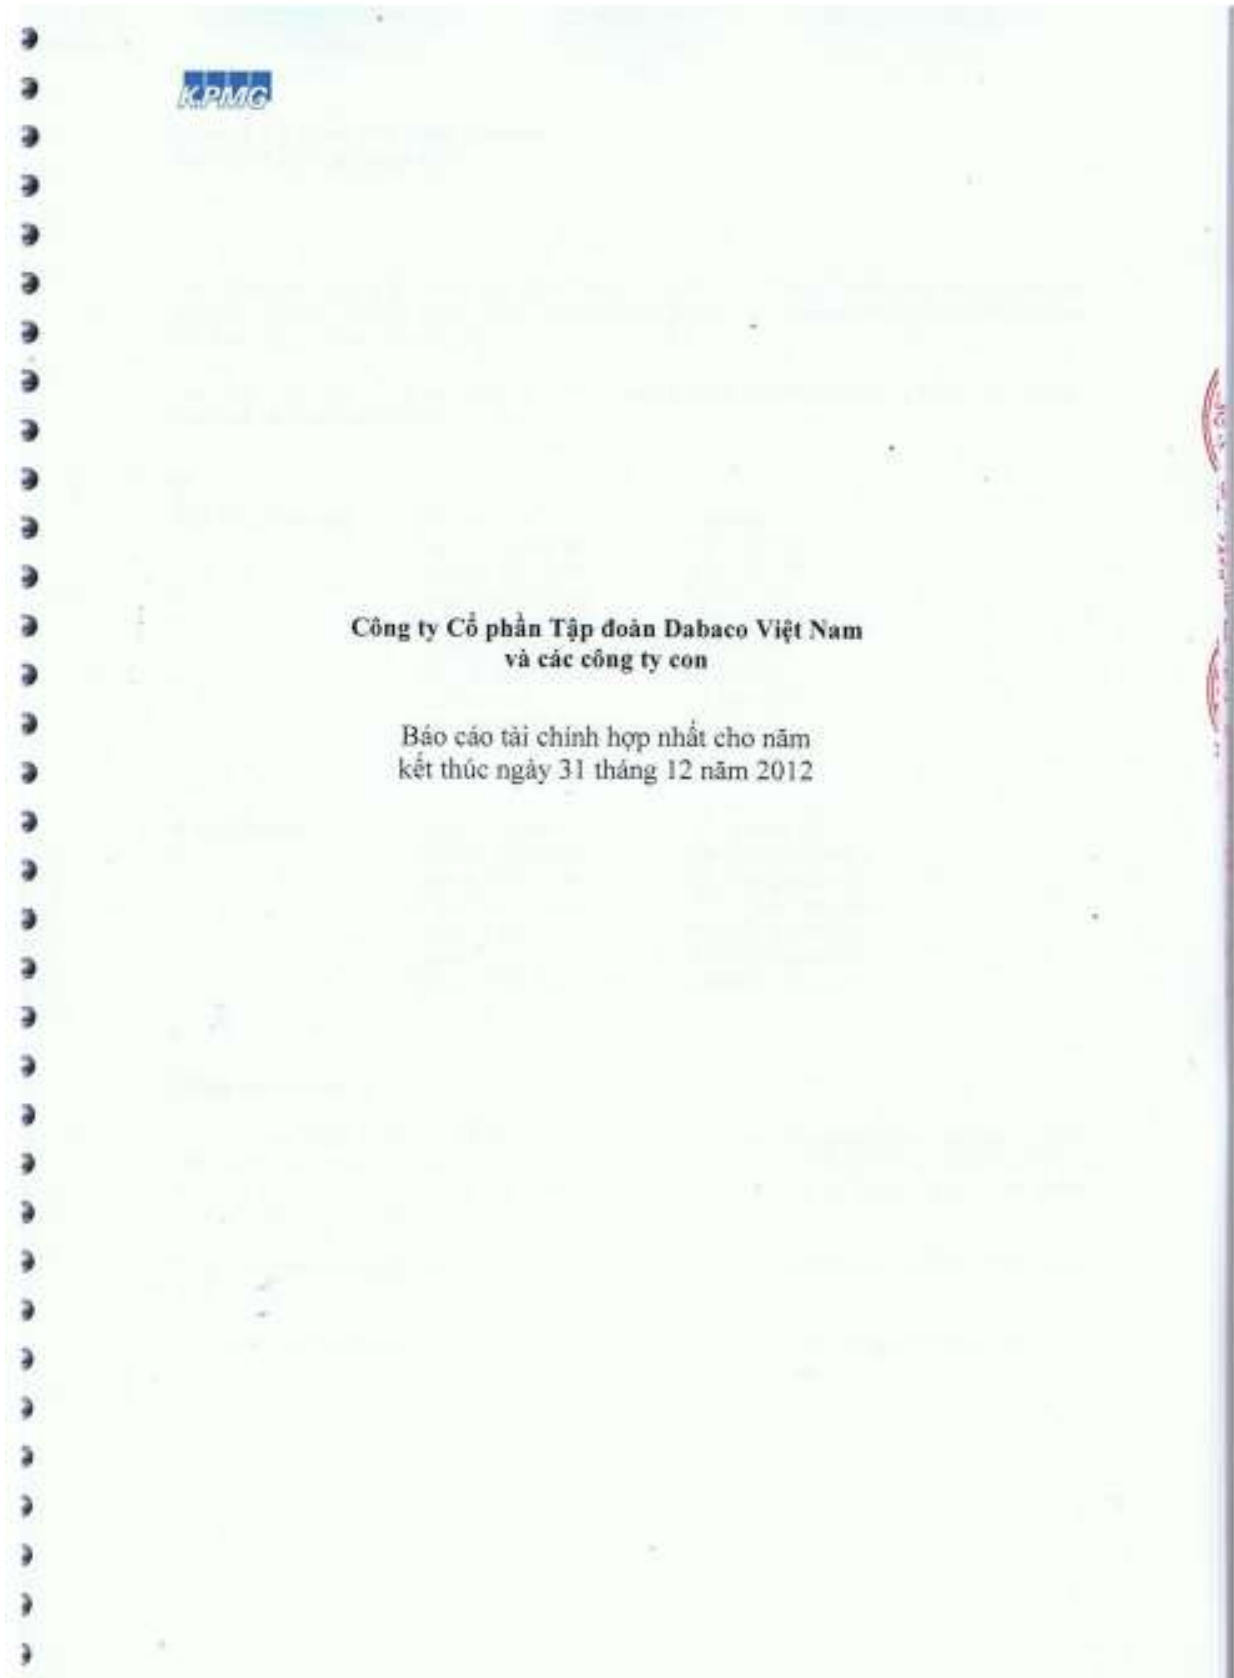 KPMG
Công ty Cổ phần Tập đoàn Dabaco Việt Nam
và các công ty con
Báo cáo tài chính hợp nhất cho năm
kết thúc ngày 31 tháng 12 năm 2012